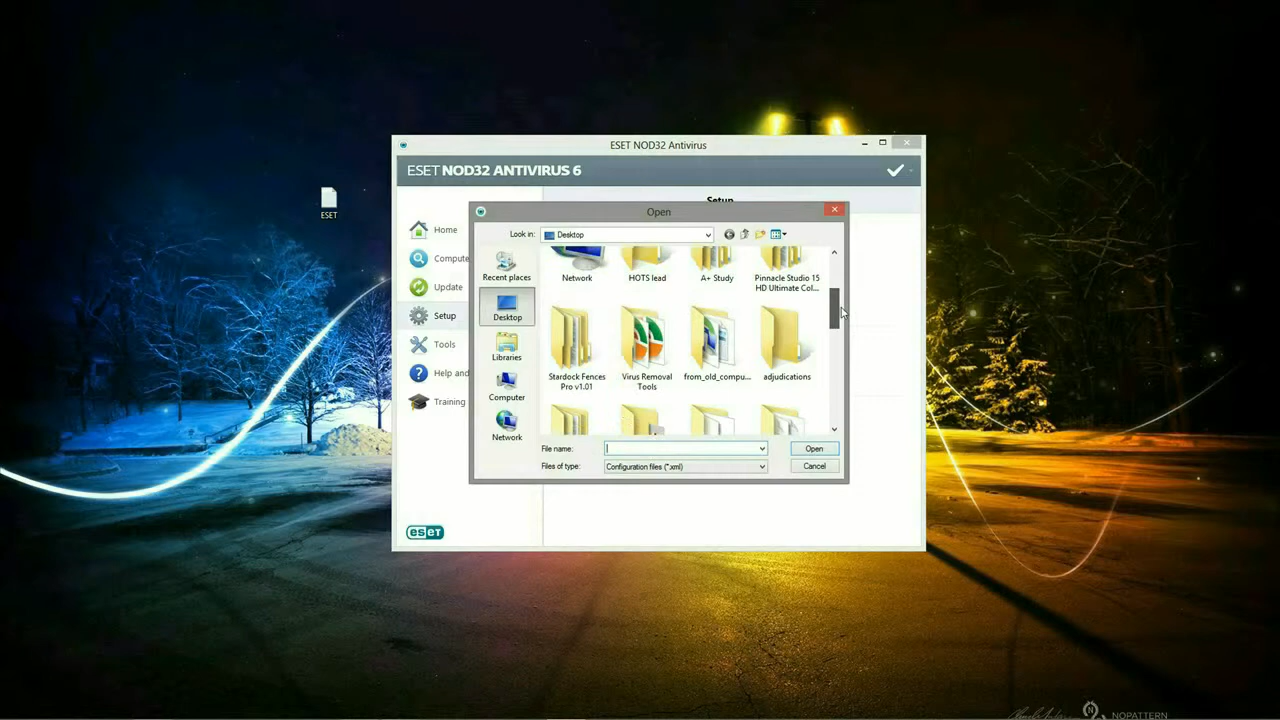 ESET NOD32 Antivirus
ESET NOD32 ANTIVIRUS 6
ESET
Setup
Home
Compute
Update
Setup
Tools
Help and
Training
eset
Open
Look in:
Desktop
Recent places
Desktop
Libraries
Computer
Network
Network
HOTS lead
A+ Study
Pinnacle Studio 15
HD Ultimate Col...
Stardock Fences
Pro v1.01
Virus Removal
Tools
from_old_compu...
adjudications
File name:
Open
Files of type:
Configuration files (*.xml)
Cancel
NOPATTERN